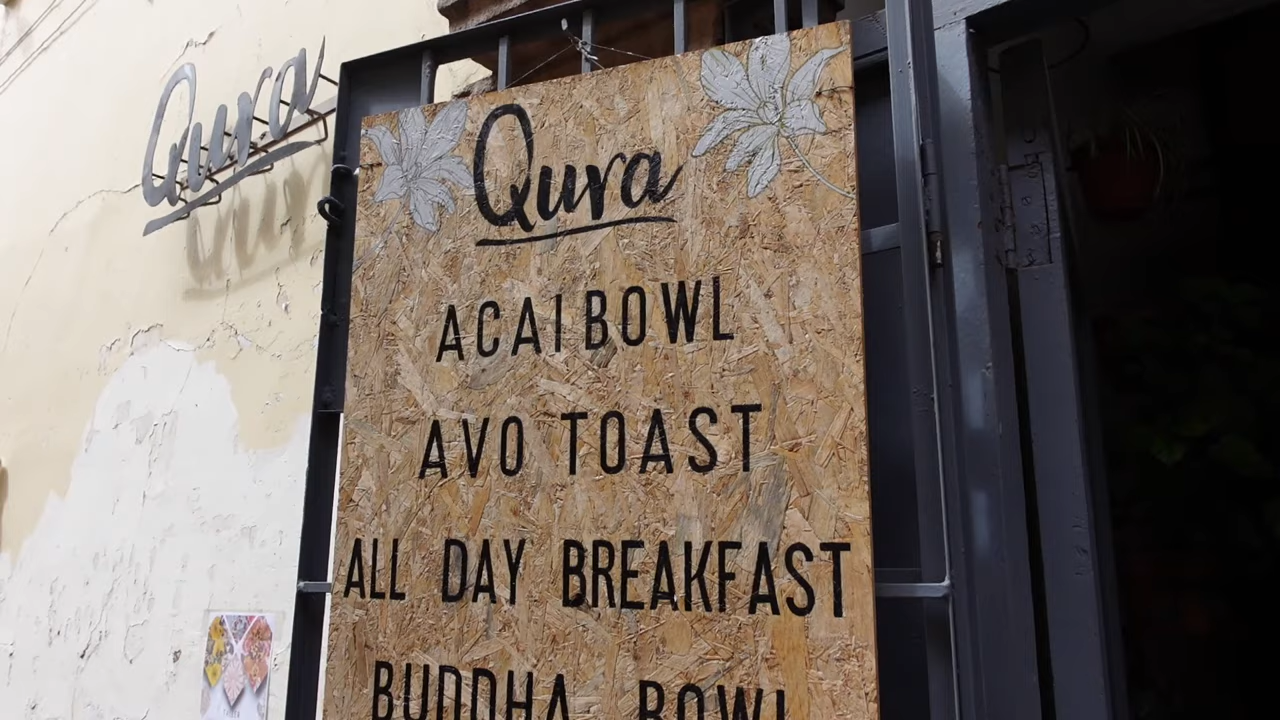 Qura
Qura
ACAI BOWL
AVO TOAST
ALL DAY BREAKFAST
BUDDHA BOWL